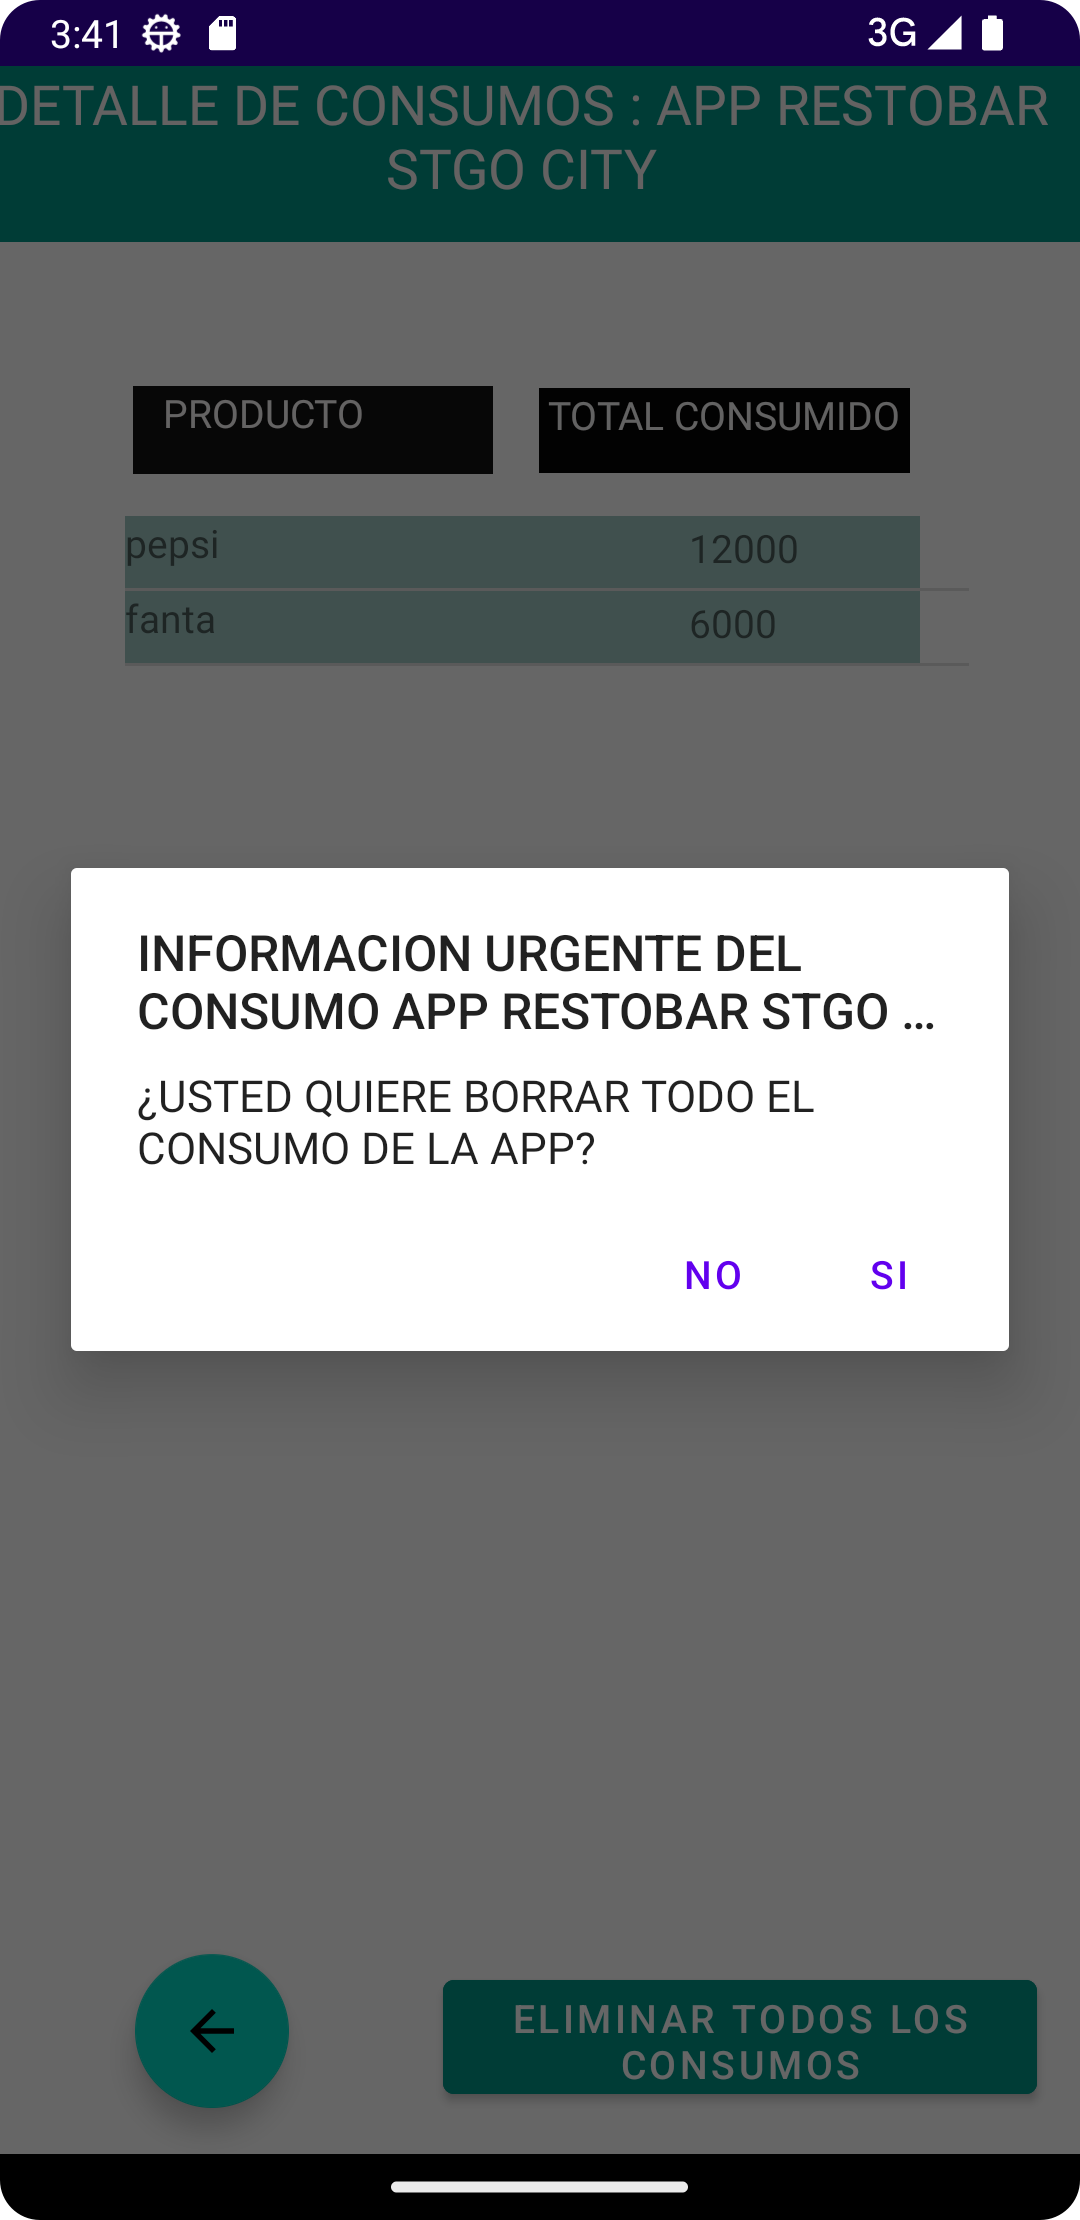 3:41 3G
DETALLE DE CONSUMOS : APP RESTOBAR
STGO CITY
PRODUCTO TOTAL CONSUMIDO
pepsi 12000
fanta 6000
INFORMACION URGENTE DEL
CONSUMO APP RESTOBAR STGO ...
¿USTED QUIERE BORRAR TODO EL
CONSUMO DE LA APP?
NO SI
ELIMINAR TODOS LOS
CONSUMOS